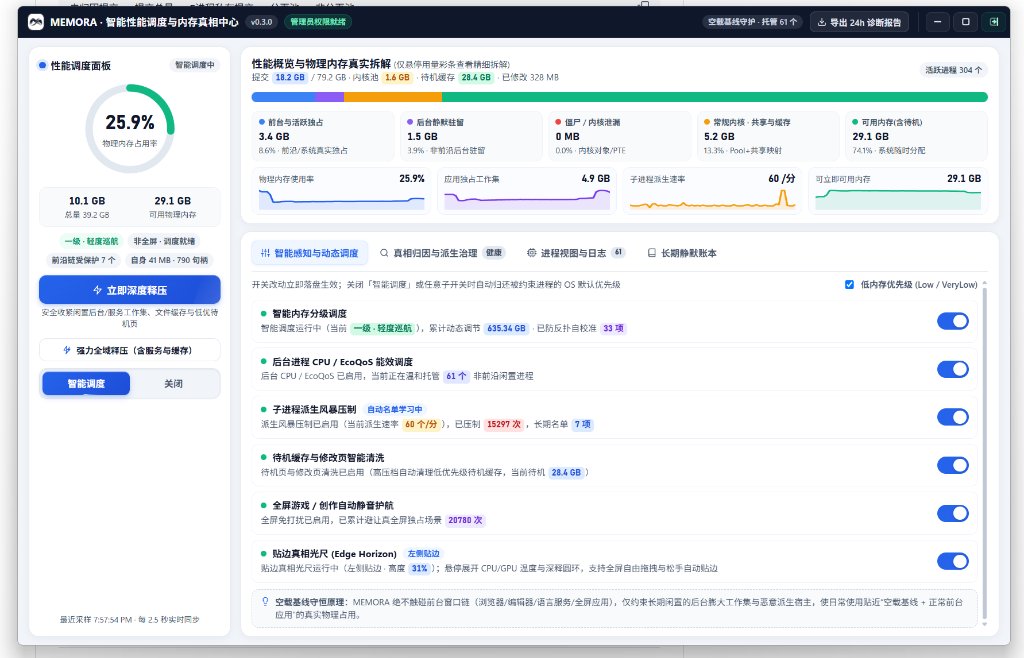 MEMORA · 智能性能调度与内存真相中心 v0.3.0 管理员权限就绪
空载基线守护 · 托管 61 个 导出 24h 诊断报告
性能调度面板 智能调度中
25.9%
物理内存占用率
10.1 GB 29.1 GB
总量 39.2 GB 可用物理内存
一级 · 轻度巡航 非全屏 · 调度就绪
前沿链受保护 7 个 自身 41 MB · 790 句柄
立即深度释压
安全收紧闲置后台/服务工作集、文件缓存与低优待
机页
强力全域释压（含服务与缓存）
智能调度 关闭
最近采样 7:57:54 PM · 每 2.5 秒实时同步
性能概览与物理内存真实拆解 (仅悬停用量彩条查看精细拆解)
提交 18.2 GB / 79.2 GB · 内核池 1.6 GB · 待机缓存 28.4 GB · 已修改 328 MB
活跃进程 304 个
前台与活跃独占 后台静默驻留 僵尸 / 内核泄漏 常规内核 · 共享与缓存 可用内存(含待机)
3.4 GB 1.5 GB 0 MB 5.2 GB 29.1 GB
8.6% · 前沿/系统真实独占 3.9% · 非前沿后台驻留 0.0% · 内核对象/PTE 13.3% · Pool+共享映射 74.1% · 系统随时分配
物理内存使用率 25.9% 应用独占工作集 4.9 GB 子进程派生速率 60 /分 可立即可用内存 29.1 GB
智能感知与动态调度 真相归因与派生治理 健康 进程视图与日志 61 长期静默账本
开关改动立即落盘生效；关闭「智能调度」或任意子开关时自动归还被约束进程的 OS 默认优先级
低内存优先级 (Low / VeryLow)
智能内存分级调度
智能调度运行中（当前 一级 · 轻度巡航 ），累计动态调节 635.34 GB · 已防反扑自校准 33 项
后台进程 CPU / EcoQoS 能效调度
后台 CPU / EcoQoS 已启用，当前正在温和托管 61 个 非前沿闲置进程
子进程派生风暴压制 自动名单学习中
派生风暴压制已启用（当前派生速率 60 个/分 ），已压制 15297 次 ，长期名单 7 项
待机缓存与修改页智能清洗
待机页与修改页清洗已启用（高压档自动清理低优先级待机缓存，当前待机 28.4 GB ）
全屏游戏 / 创作自动静音护航
全屏免打扰已启用，已累计避让真全屏独占场景 20780 次
贴边真相光尺 (Edge Horizon) 左侧贴边
贴边真相光尺运行中（左侧贴边 · 高度 31% ）；悬停展开 CPU/GPU 温度与深释圆环，支持全屏自由拖拽与松手自动贴边
空载基线守恒原理：MEMORA 绝不触碰前台窗口链（浏览器/编辑器/语言服务/全屏应用），仅约束长期闲置的后台膨大工作集与恶意派生宿主，使日常使用贴近"空载基线 + 正常前台
应用"的真实物理占用。